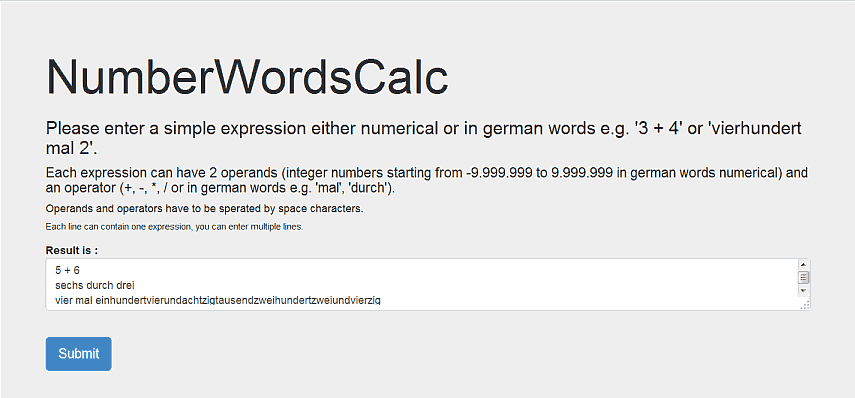 NumberWordsCalc
Please enter a simple expression either numerical or in german words e.g. '3 + 4' or 'vierhundert
mal 2'.
Each expression can have 2 operands (integer numbers starting from -9.999.999 to 9.999.999 in german words numerical) and
an operator (+, -, *, / or in german words e.g. 'mal', 'durch').
Operands and operators have to be sperated by space characters.
Each line can contain one expression, you can enter multiple lines.
Result is :
5 + 6
sechs durch drei
vier mal einhundertvierundachtzigtausendzweihundertzweiundvierzig
Submit